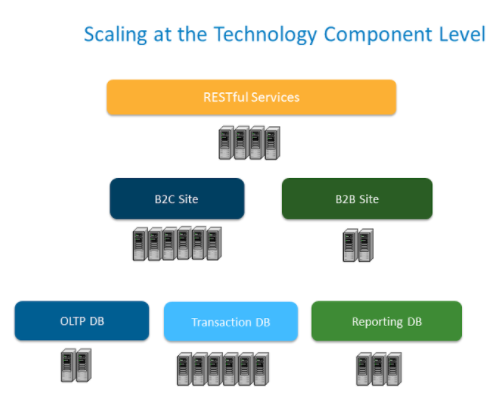 Scaling at the Technology Component Level
RESTful Services
B2C Site
B2B Site
OLTP DB
Transaction DB
Reporting DB